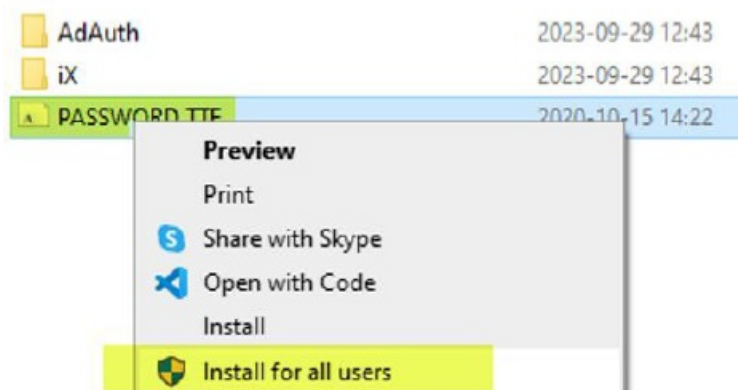 AdAuth 2023-09-29 12:43
iX 2023-09-29 12:43
PASSWORD.TTF 2020-10-15 14:22
Preview
Print
Share with Skype
Open with Code
Install
Install for all users